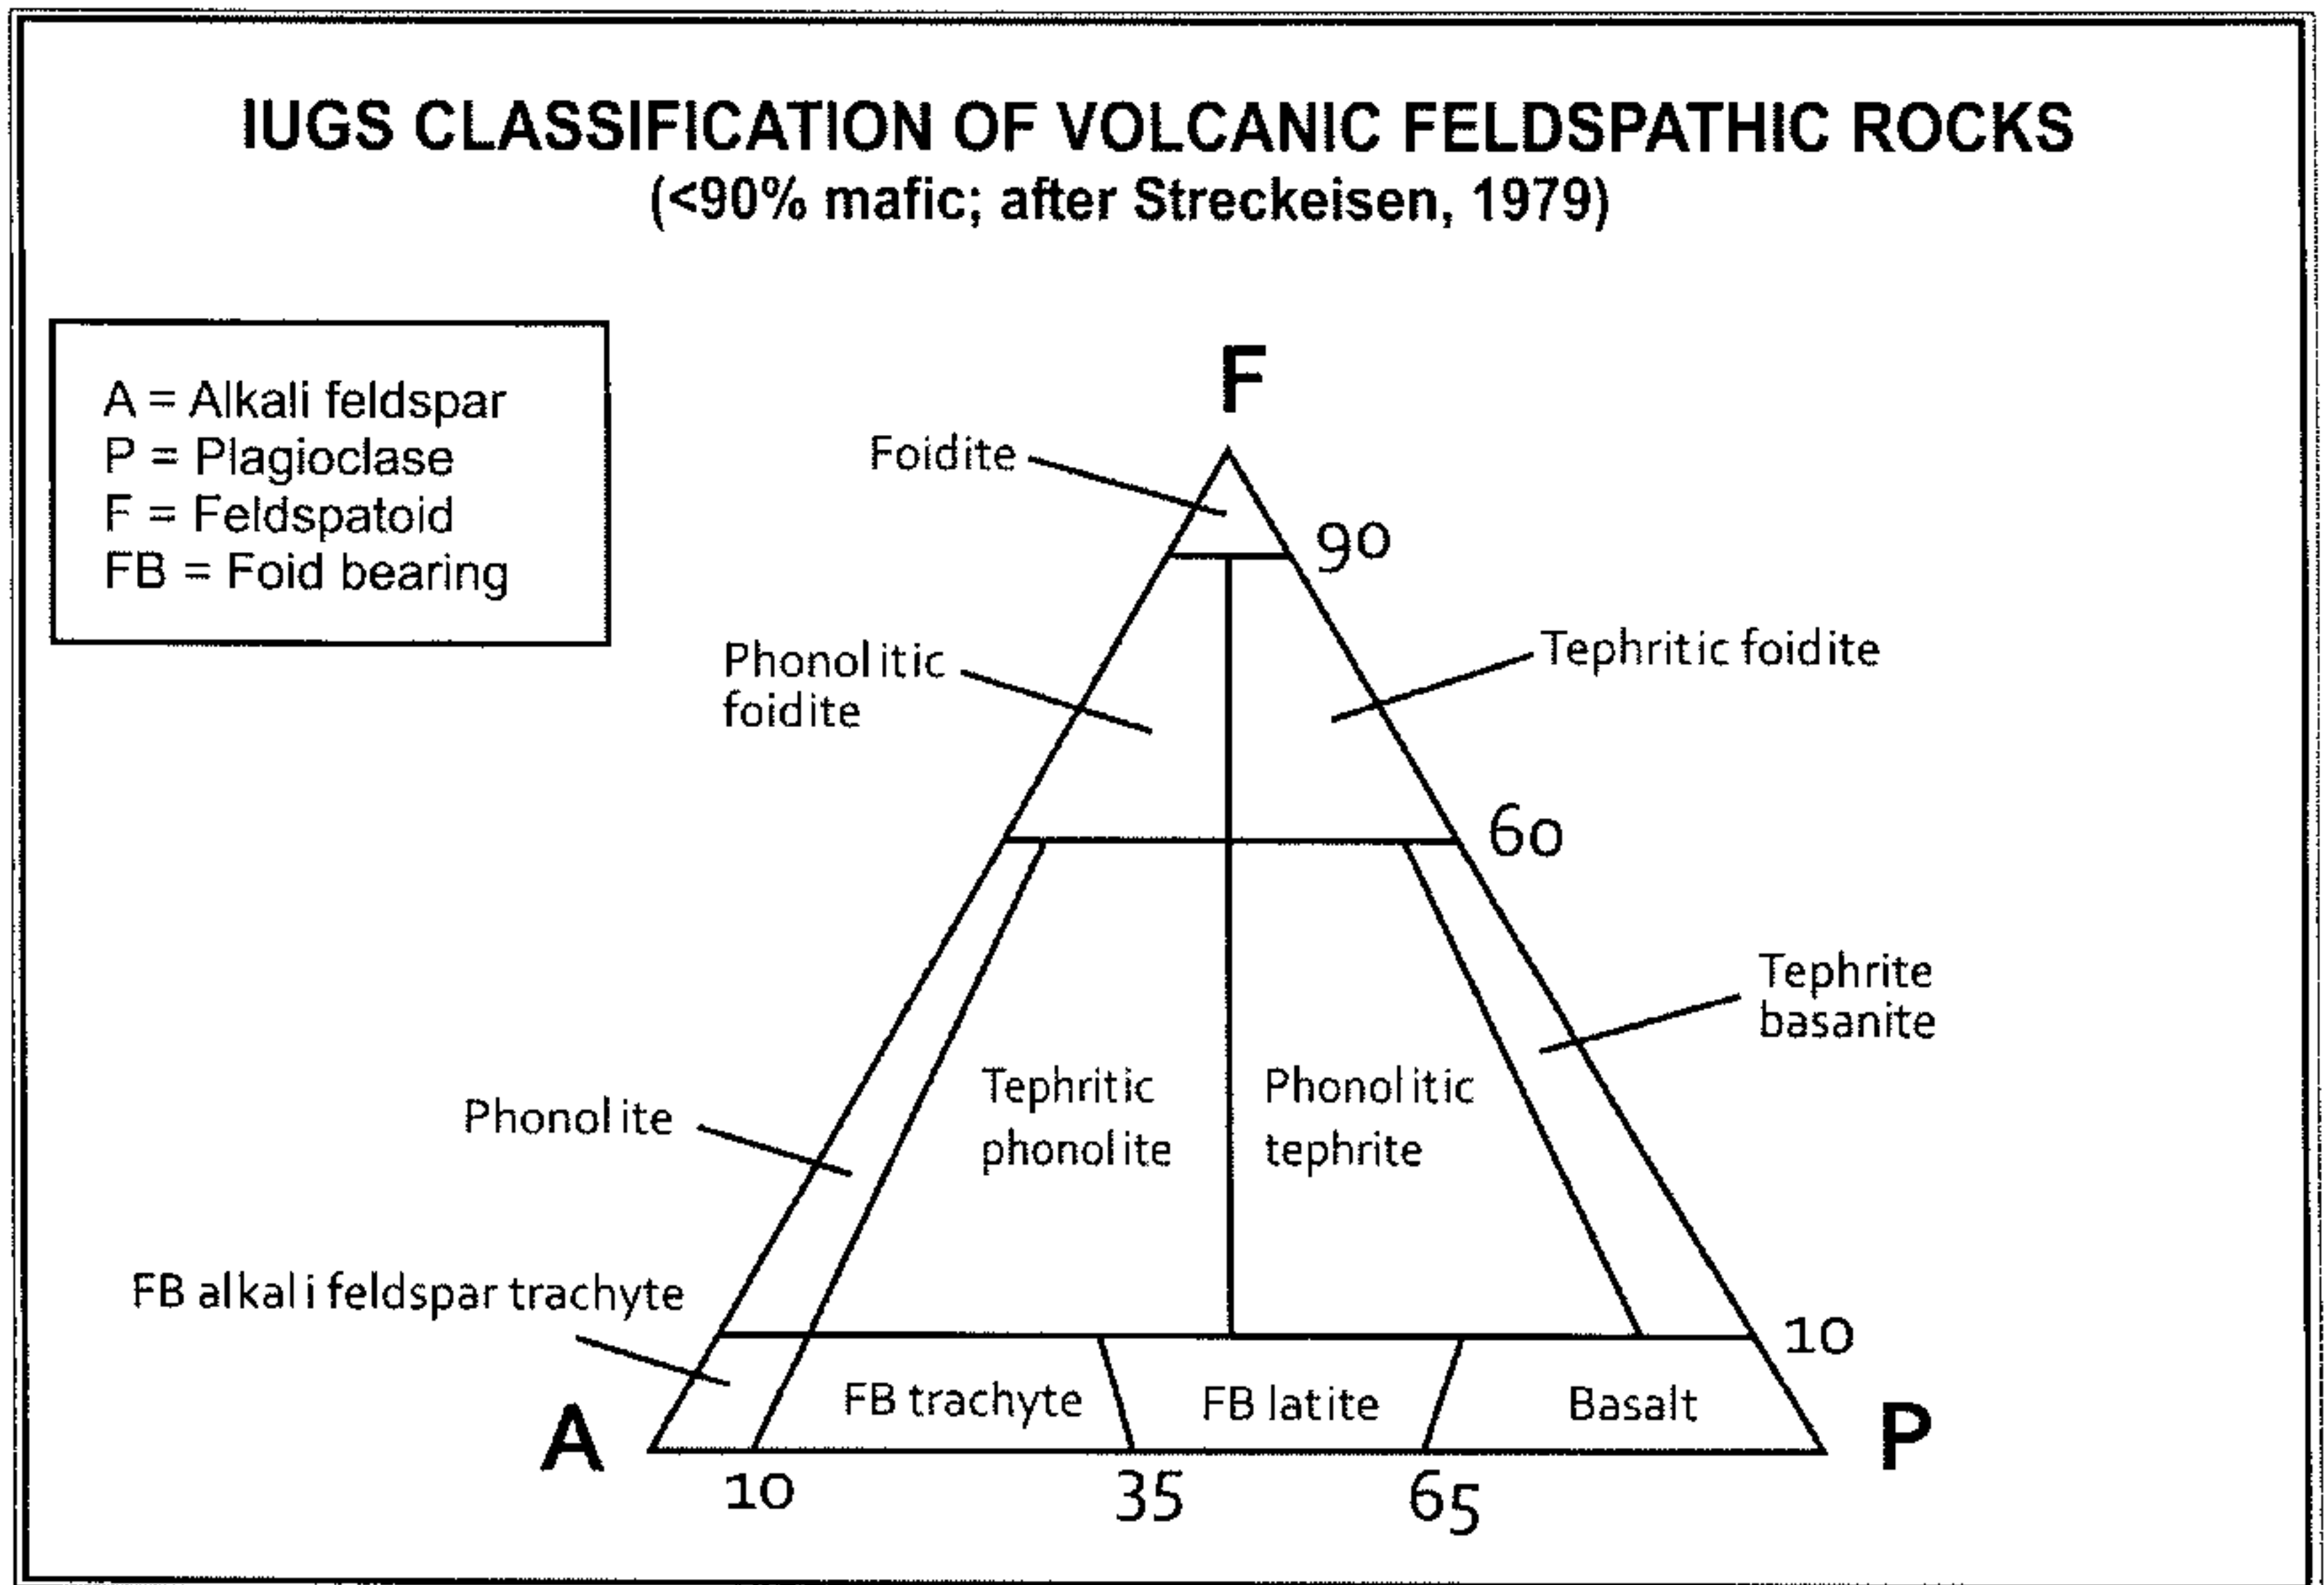 IUGS CLASSIFICATION OF VOLCANIC FELDSPATHIC ROCKS
(<90% mafic; after Streckeisen, 1979)
A = Alkali feldspar
P = Plagioclase
F = Feldspatoid
FB = Foid bearing
F
Foidite
90
Phonolitic
foidite
Tephritic foidite
60
Tephrite
basanite
Phonolite
Tephritic
phonolite
Phonolitic
tephrite
FB alkali feldspar trachyte
10
FB trachyte
FB latite
Basalt
A
P
10
35
65